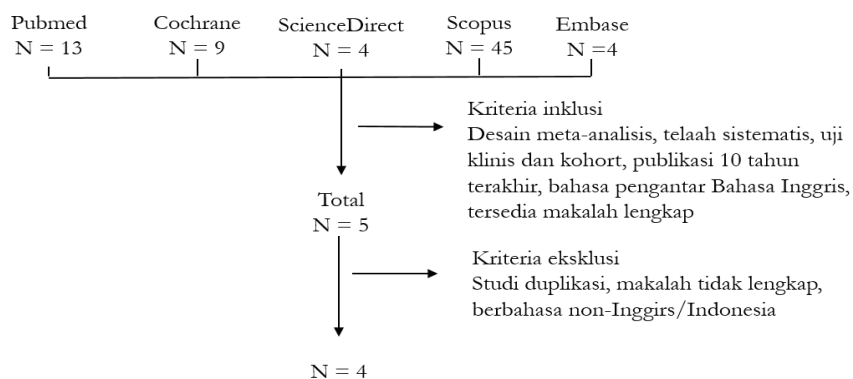 Pubmed Cochrane ScienceDirect Scopus Embase
N = 13 N = 9 N = 4 N = 45 N =4
Kriteria inklusi
Desain meta-analisis, telaah sistematis, uji
klinis dan kohort, publikasi 10 tahun
terakhir, bahasa pengantar Bahasa Inggris,
tersedia makalah lengkap
Total
N = 5
Kriteria eksklusi
Studi duplikasi, makalah tidak lengkap,
berbahasa non-Inggirs/Indonesia
N = 4